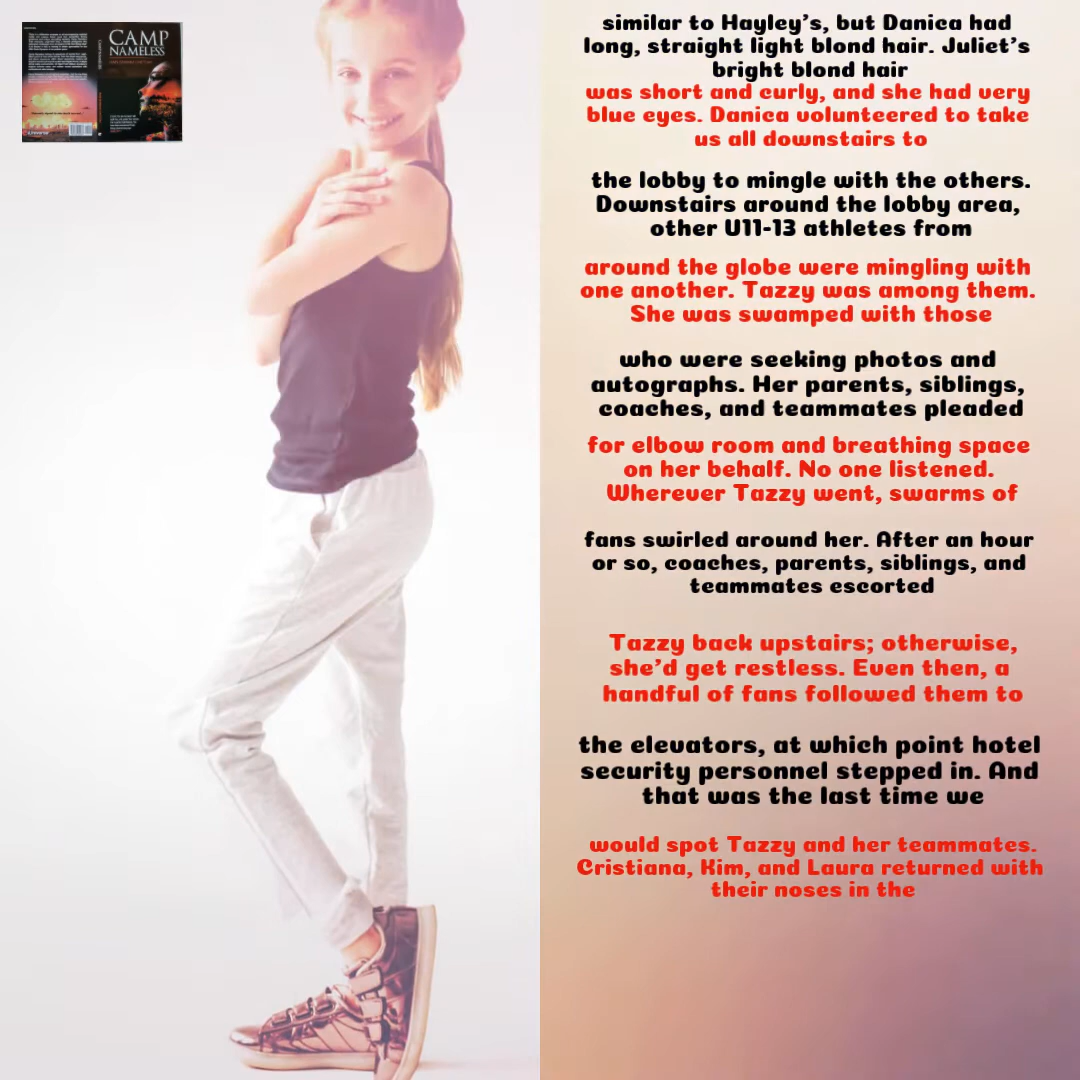 CAMP
NAMELESS
similar to Hayley's, but Danica had
long, straight light blond hair. Juliet's
bright blond hair
was short and curly, and she had very
blue eyes. Danica volunteered to take
us all downstairs to
the lobby to mingle with the others.
Downstairs around the lobby area,
other U11-13 athletes from
around the globe were mingling with
one another. Tazzy was among them.
She was swamped with those
who were seeking photos and
autographs. Her parents, siblings,
coaches, and teammates pleaded
for elbow room and breathing space
on her behalf. No one listened.
Wherever Tazzy went, swarms of
fans swirled around her. After an hour
or so, coaches, parents, siblings, and
teammates escorted
Tazzy back upstairs; otherwise,
she'd get restless. Even then, a
handful of fans followed them to
the elevators, at which point hotel
security personnel stepped in. And
that was the last time we
would spot Tazzy and her teammates.
Cristiana, Kim, and Laura returned with
their noses in the